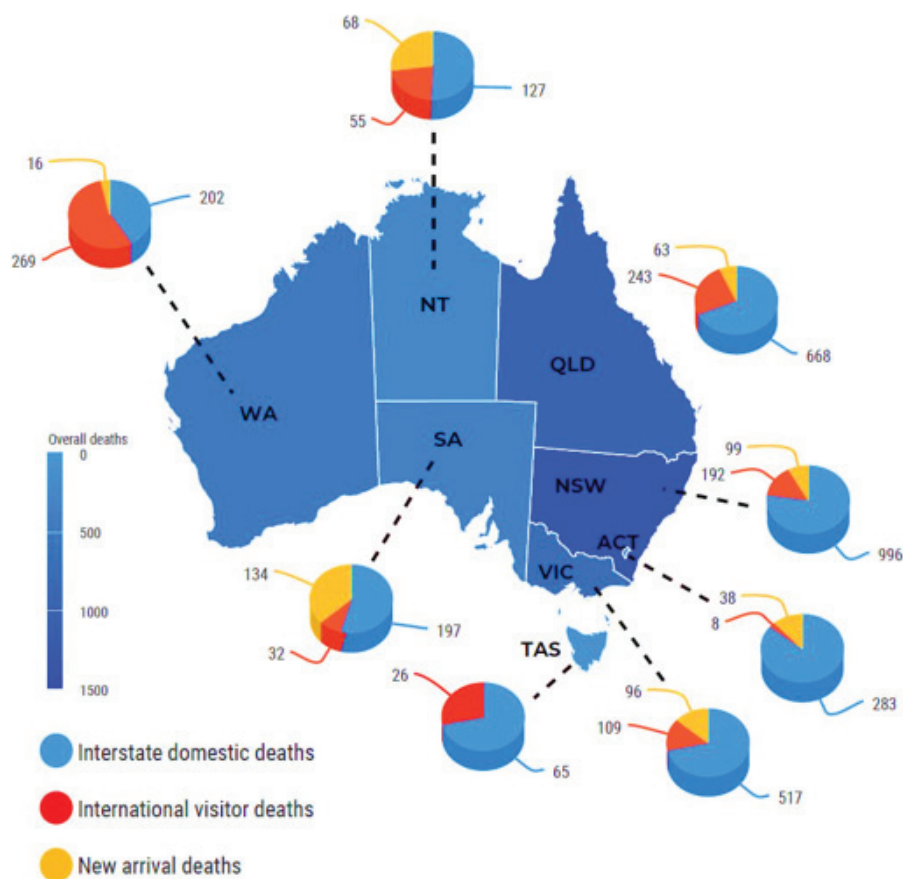 68
127
55
16
202
269
63
243
668
NT
QLD
WA
SA
Overall deaths
0
500
1000
1500
99
192
996
NSW
ACT
VIC
134
197
32
38
8
283
TAS
26
65
96
109
517
Interstate domestic deaths
International visitor deaths
New arrival deaths